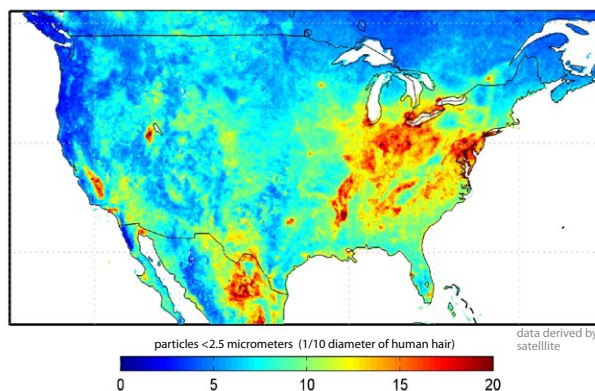 particles <2.5 micrometers (1/10 diameter of human hair)
data derived by
satelllite
0 5 10 15 20